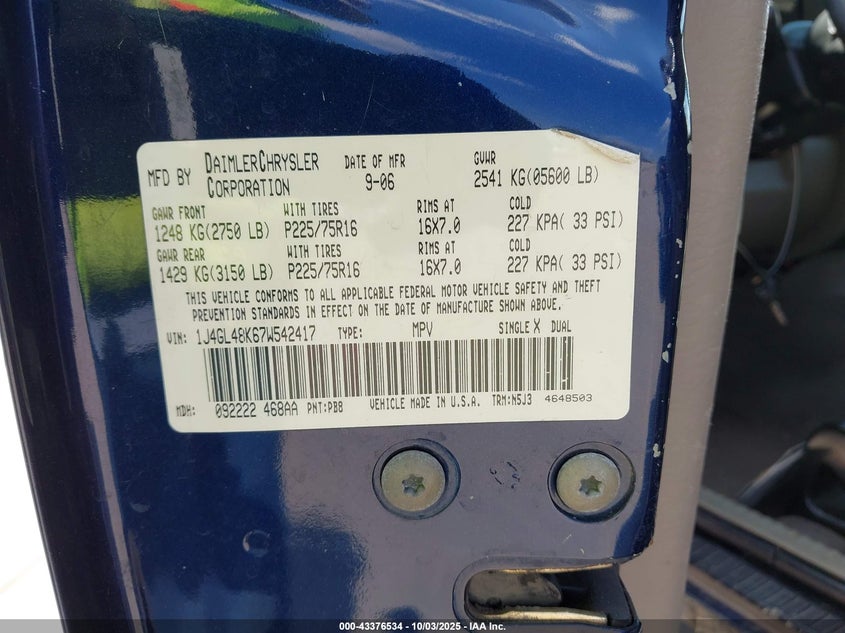 MFD BY DAIMLERCHRYSLER CORPORATION DATE OF MFR 9-06 GVWR 2541 KG(05600 LB)
GAWR FRONT WITH TIRES RIMS AT COLD
1248 KG(2750 LB) P225/75R16 16X7.0 227 KPA( 33 PSI)
GAWR REAR WITH TIRES RIMS AT COLD
1429 KG(3150 LB) P225/75R16 16X7.0 227 KPA( 33 PSI)
THIS VEHICLE CONFORMS TO ALL APPLICABLE FEDERAL MOTOR VEHICLE SAFETY AND THEFT
PREVENTION STANDARDS IN EFFECT ON THE DATE OF MANUFACTURE SHOWN ABOVE.
VIN: 1J4GL48K67W542417 TYPE: MPV SINGLE X DUAL
MDH: 092222 468AA PNT:PB8 VEHICLE MADE IN U.S.A. TRM:N5J3 4648503
000-43376534 - 10/03/2025 - IAA Inc.